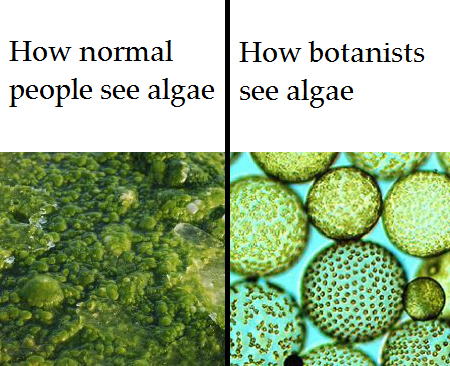 How normal
people see algae
How botanists
see algae